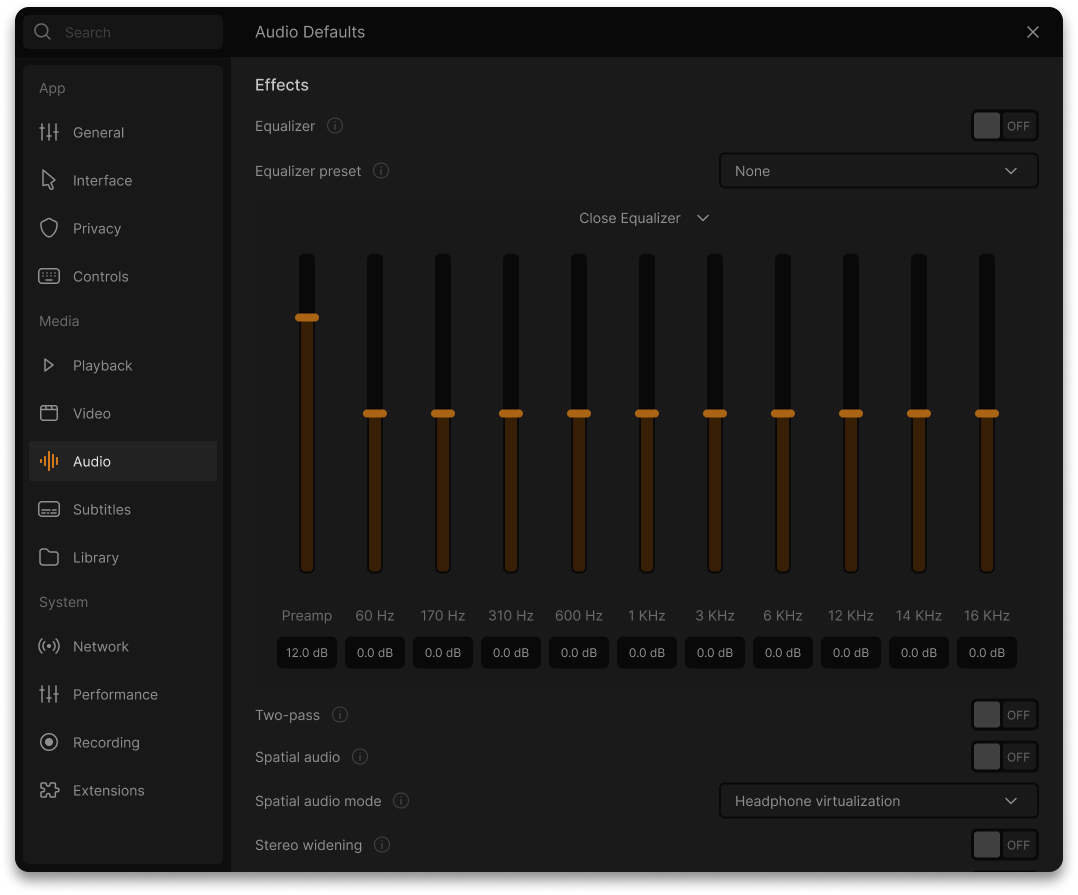 Search
Audio Defaults
App
General
Interface
Privacy
Controls
Media
Playback
Video
Audio
Subtitles
Library
System
Network
Performance
Recording
Extensions
Effects
Equalizer
OFF
Equalizer preset
None
Close Equalizer
Preamp 60 Hz 170 Hz 310 Hz 600 Hz 1 KHz 3 KHz 6 KHz 12 KHz 14 KHz 16 KHz
12.0 dB 0.0 dB 0.0 dB 0.0 dB 0.0 dB 0.0 dB 0.0 dB 0.0 dB 0.0 dB 0.0 dB 0.0 dB
Two-pass
OFF
Spatial audio
OFF
Spatial audio mode
Headphone virtualization
Stereo widening
OFF